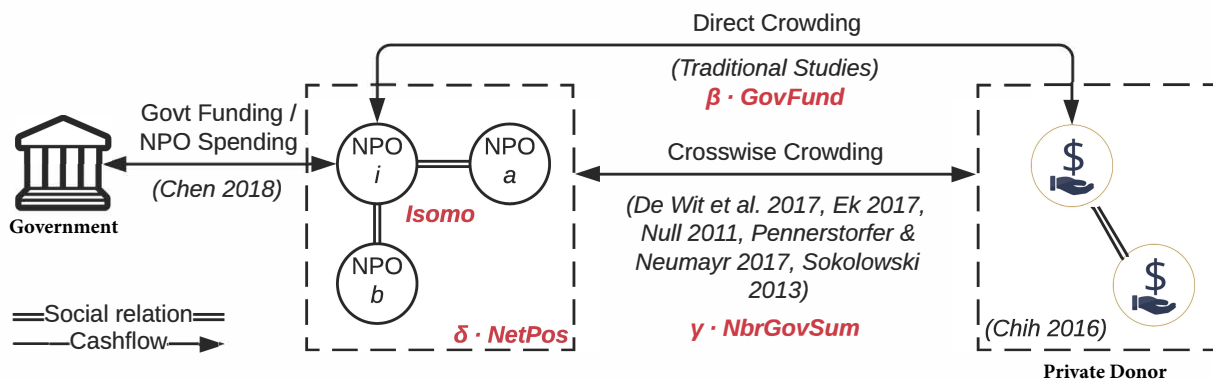 Direct Crowding
(Traditional Studies)
β · GovFund
Govt Funding /
NPO Spending
(Chen 2018)
Government
NPO
i
NPO
a
Isomo
NPO
b
δ · NetPos
Crosswise Crowding
(De Wit et al. 2017, Ek 2017,
Null 2011, Pennerstorfer &
Neumayr 2017, Sokolowski
2013)
γ · NbrGovSum
$
$
(Chih 2016)
Private Donor
Social relation
Cashflow